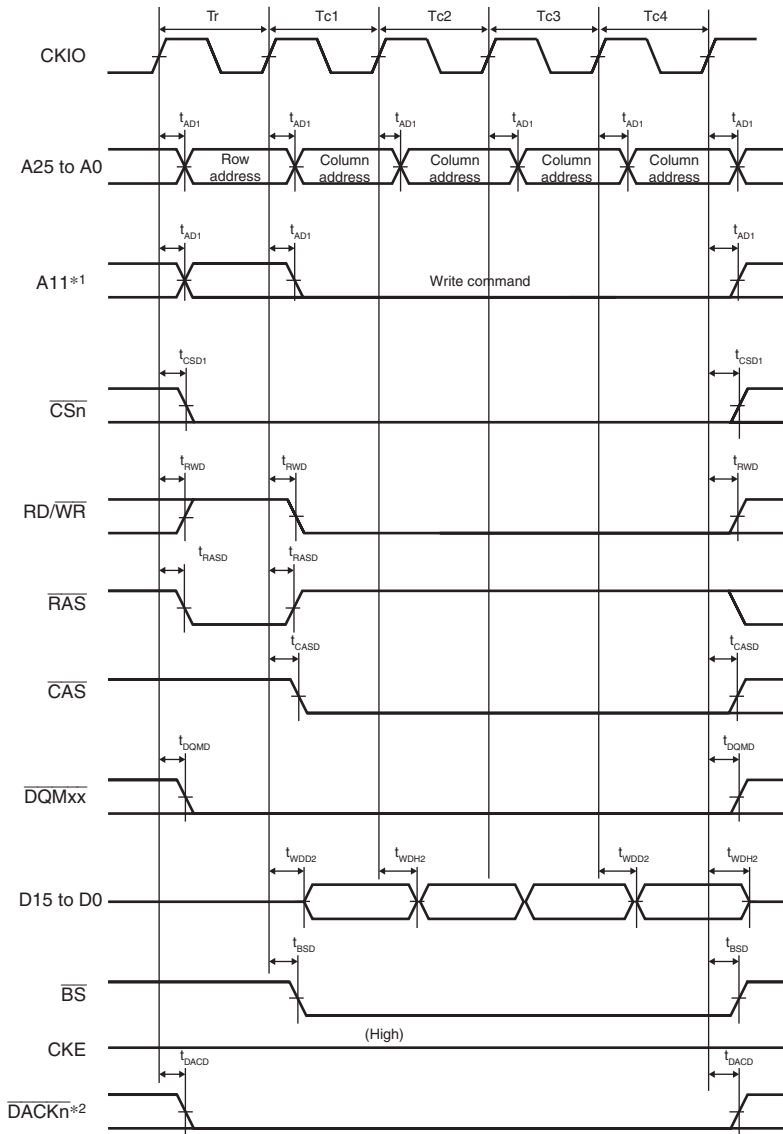 Tr Tc1 Tc2 Tc3 Tc4
CKIO
tAD1 tAD1 tAD1 tAD1 tAD1 tAD1
A25 to A0 Row address Column address Column address Column address Column address
tAD1 tAD1 tAD1
A11*1 Write command
tCSD1 tCSD1
CSn
tRWD tRWD tRWD
RD/WR
tRASD tRASD
RAS
tCASD tCASD
CAS
tDQMD tDQMD
DQMxx
tWDD2 tWDH2 tWDD2 tWDH2
D15 to D0
tBSD tBSD
BS
(High)
CKE
tDACD tDACD
DACKn*2